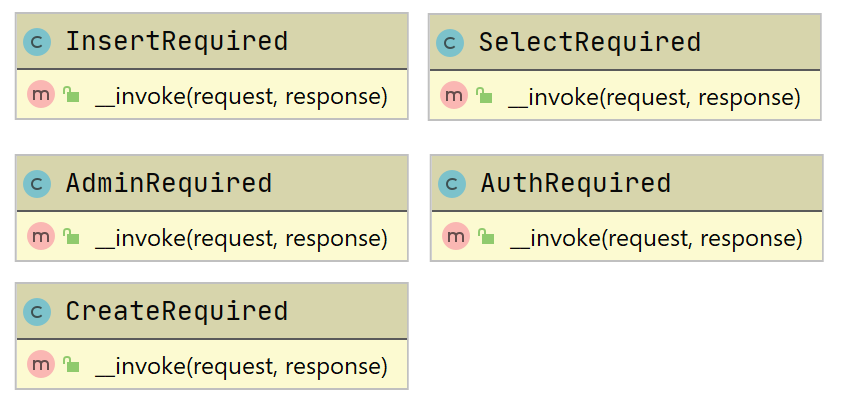 C InsertRequired
m __invoke(request, response)
C SelectRequired
m __invoke(request, response)
C AdminRequired
m __invoke(request, response)
C AuthRequired
m __invoke(request, response)
C CreateRequired
m __invoke(request, response)